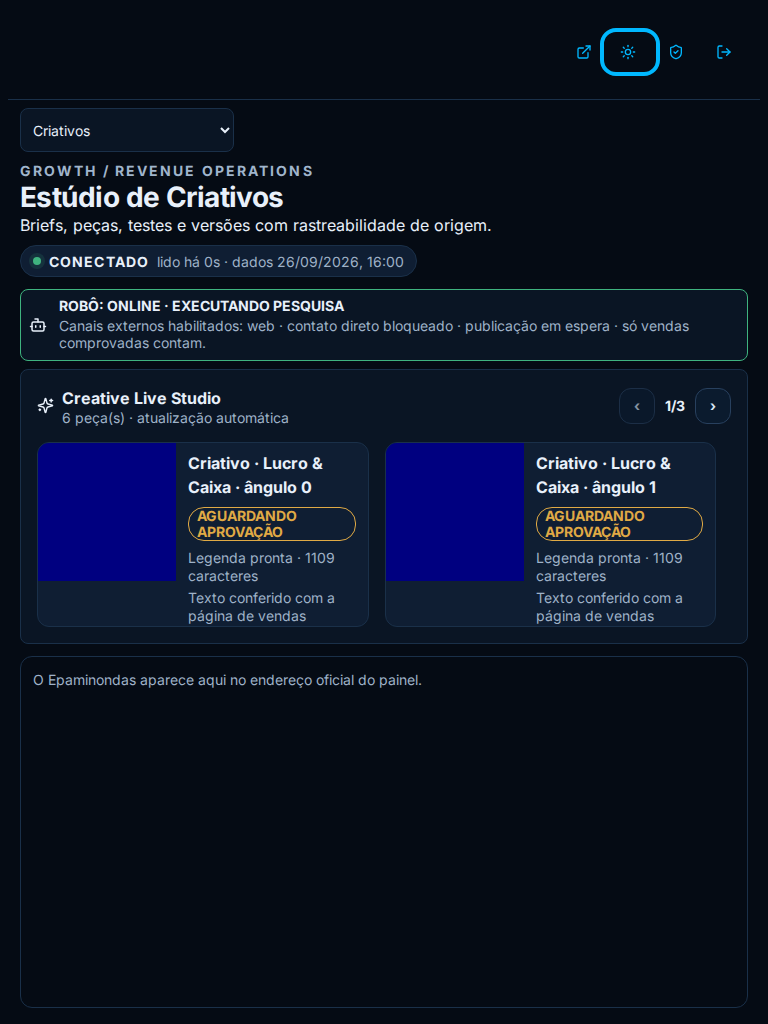 Criativos
GROWTH / REVENUE OPERATIONS
Estúdio de Criativos
Briefs, peças, testes e versões com rastreabilidade de origem.
CONECTADO lido há 0s · dados 26/09/2026, 16:00
ROBÔ: ONLINE · EXECUTANDO PESQUISA
Canais externos habilitados: web · contato direto bloqueado · publicação em espera · só vendas
comprovadas contam.
Creative Live Studio
6 peça(s) · atualização automática
‹ 1/3 ›
Criativo · Lucro &
Caixa · ângulo 0
AGUARDANDO
APROVAÇÃO
Legenda pronta · 1109
caracteres
Texto conferido com a
página de vendas
Criativo · Lucro &
Caixa · ângulo 1
AGUARDANDO
APROVAÇÃO
Legenda pronta · 1109
caracteres
Texto conferido com a
página de vendas
O Epaminondas aparece aqui no endereço oficial do painel.